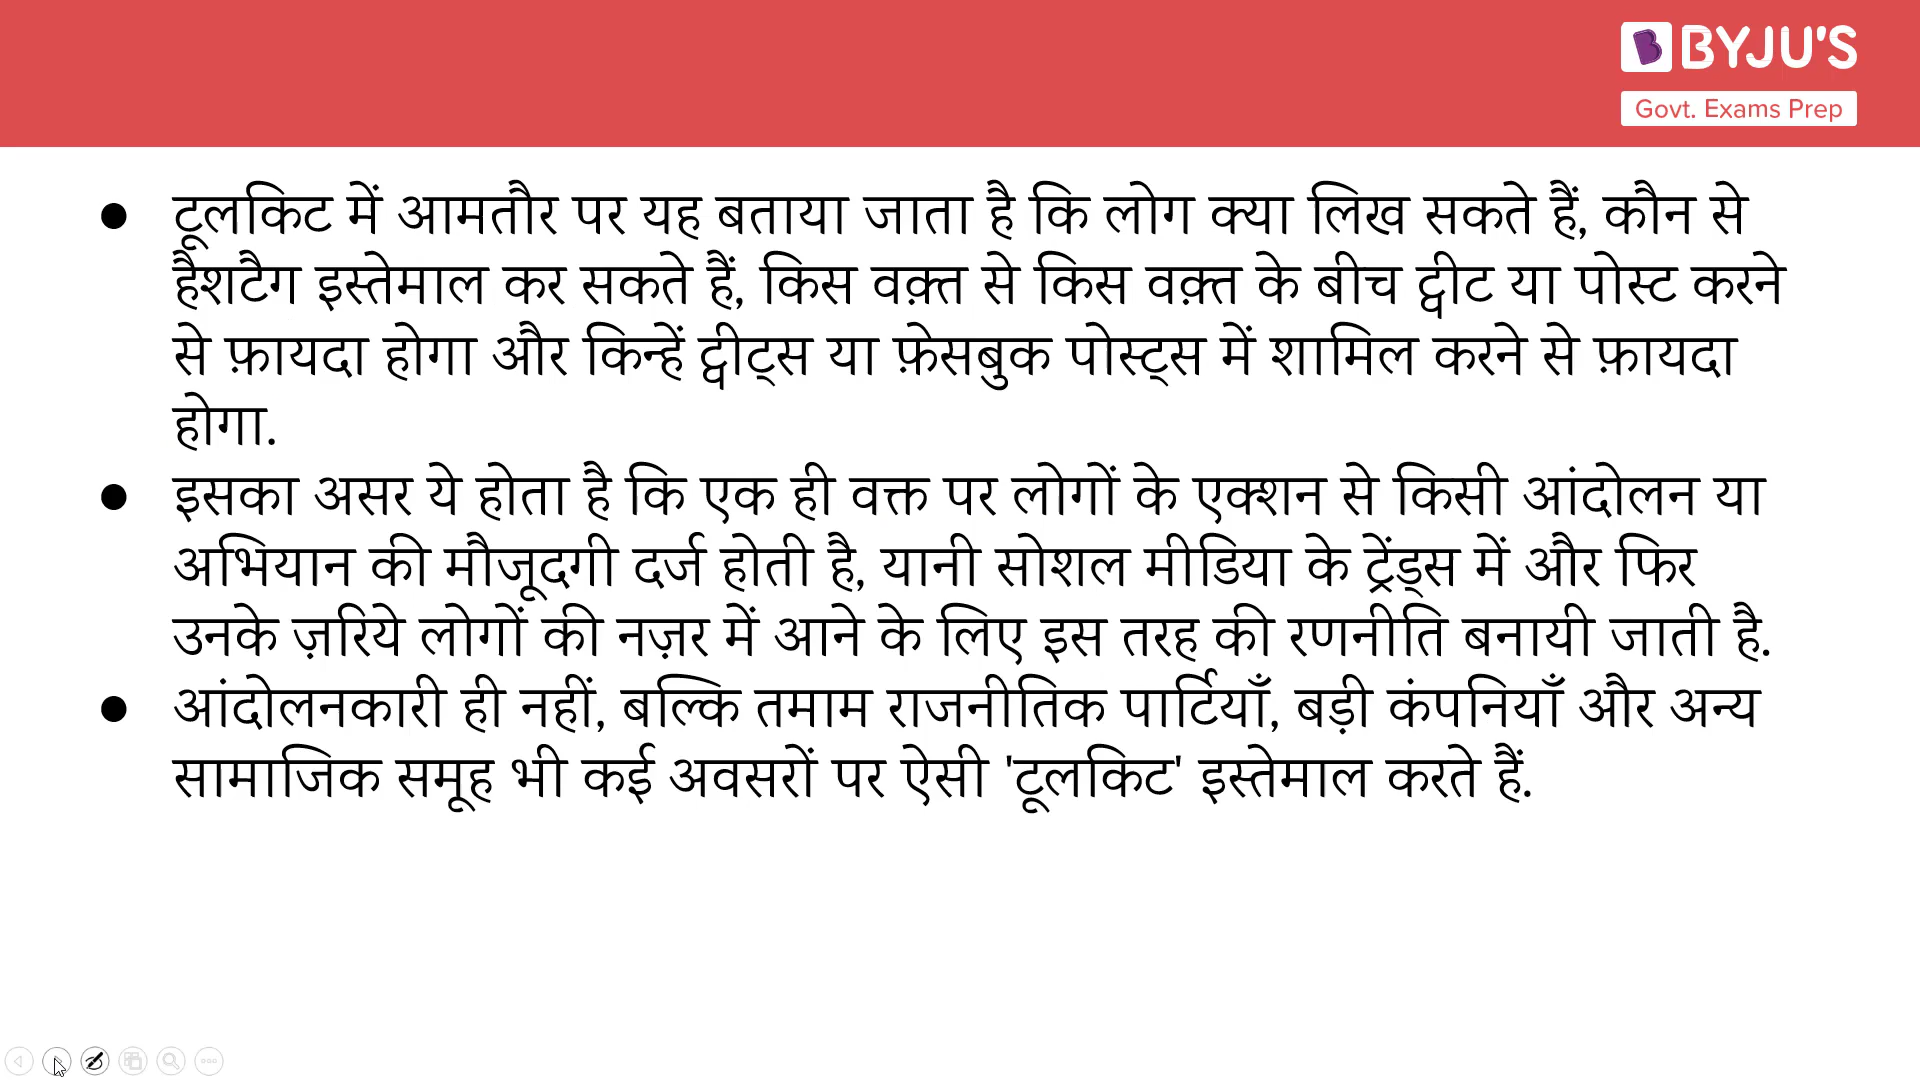 BYJU'S
Govt. Exams Prep
● टूलकिट में आमतौर पर यह बताया जाता है कि लोग क्या लिख सकते हैं, कौन से
हैशटैग इस्तेमाल कर सकते हैं, किस वक़्त से किस वक़्त के बीच ट्वीट या पोस्ट करने
से फ़ायदा होगा और किन्हें ट्वीट्स या फ़ेसबुक पोस्ट्स में शामिल करने से फ़ायदा
होगा.
● इसका असर ये होता है कि एक ही वक्त पर लोगों के एक्शन से किसी आंदोलन या
अभियान की मौजूदगी दर्ज होती है, यानी सोशल मीडिया के ट्रेंड्स में और फिर
उनके ज़रिये लोगों की नज़र में आने के लिए इस तरह की रणनीति बनायी जाती है.
● आंदोलनकारी ही नहीं, बल्कि तमाम राजनीतिक पार्टियाँ, बड़ी कंपनियाँ और अन्य
सामाजिक समूह भी कई अवसरों पर ऐसी 'टूलकिट' इस्तेमाल करते हैं.